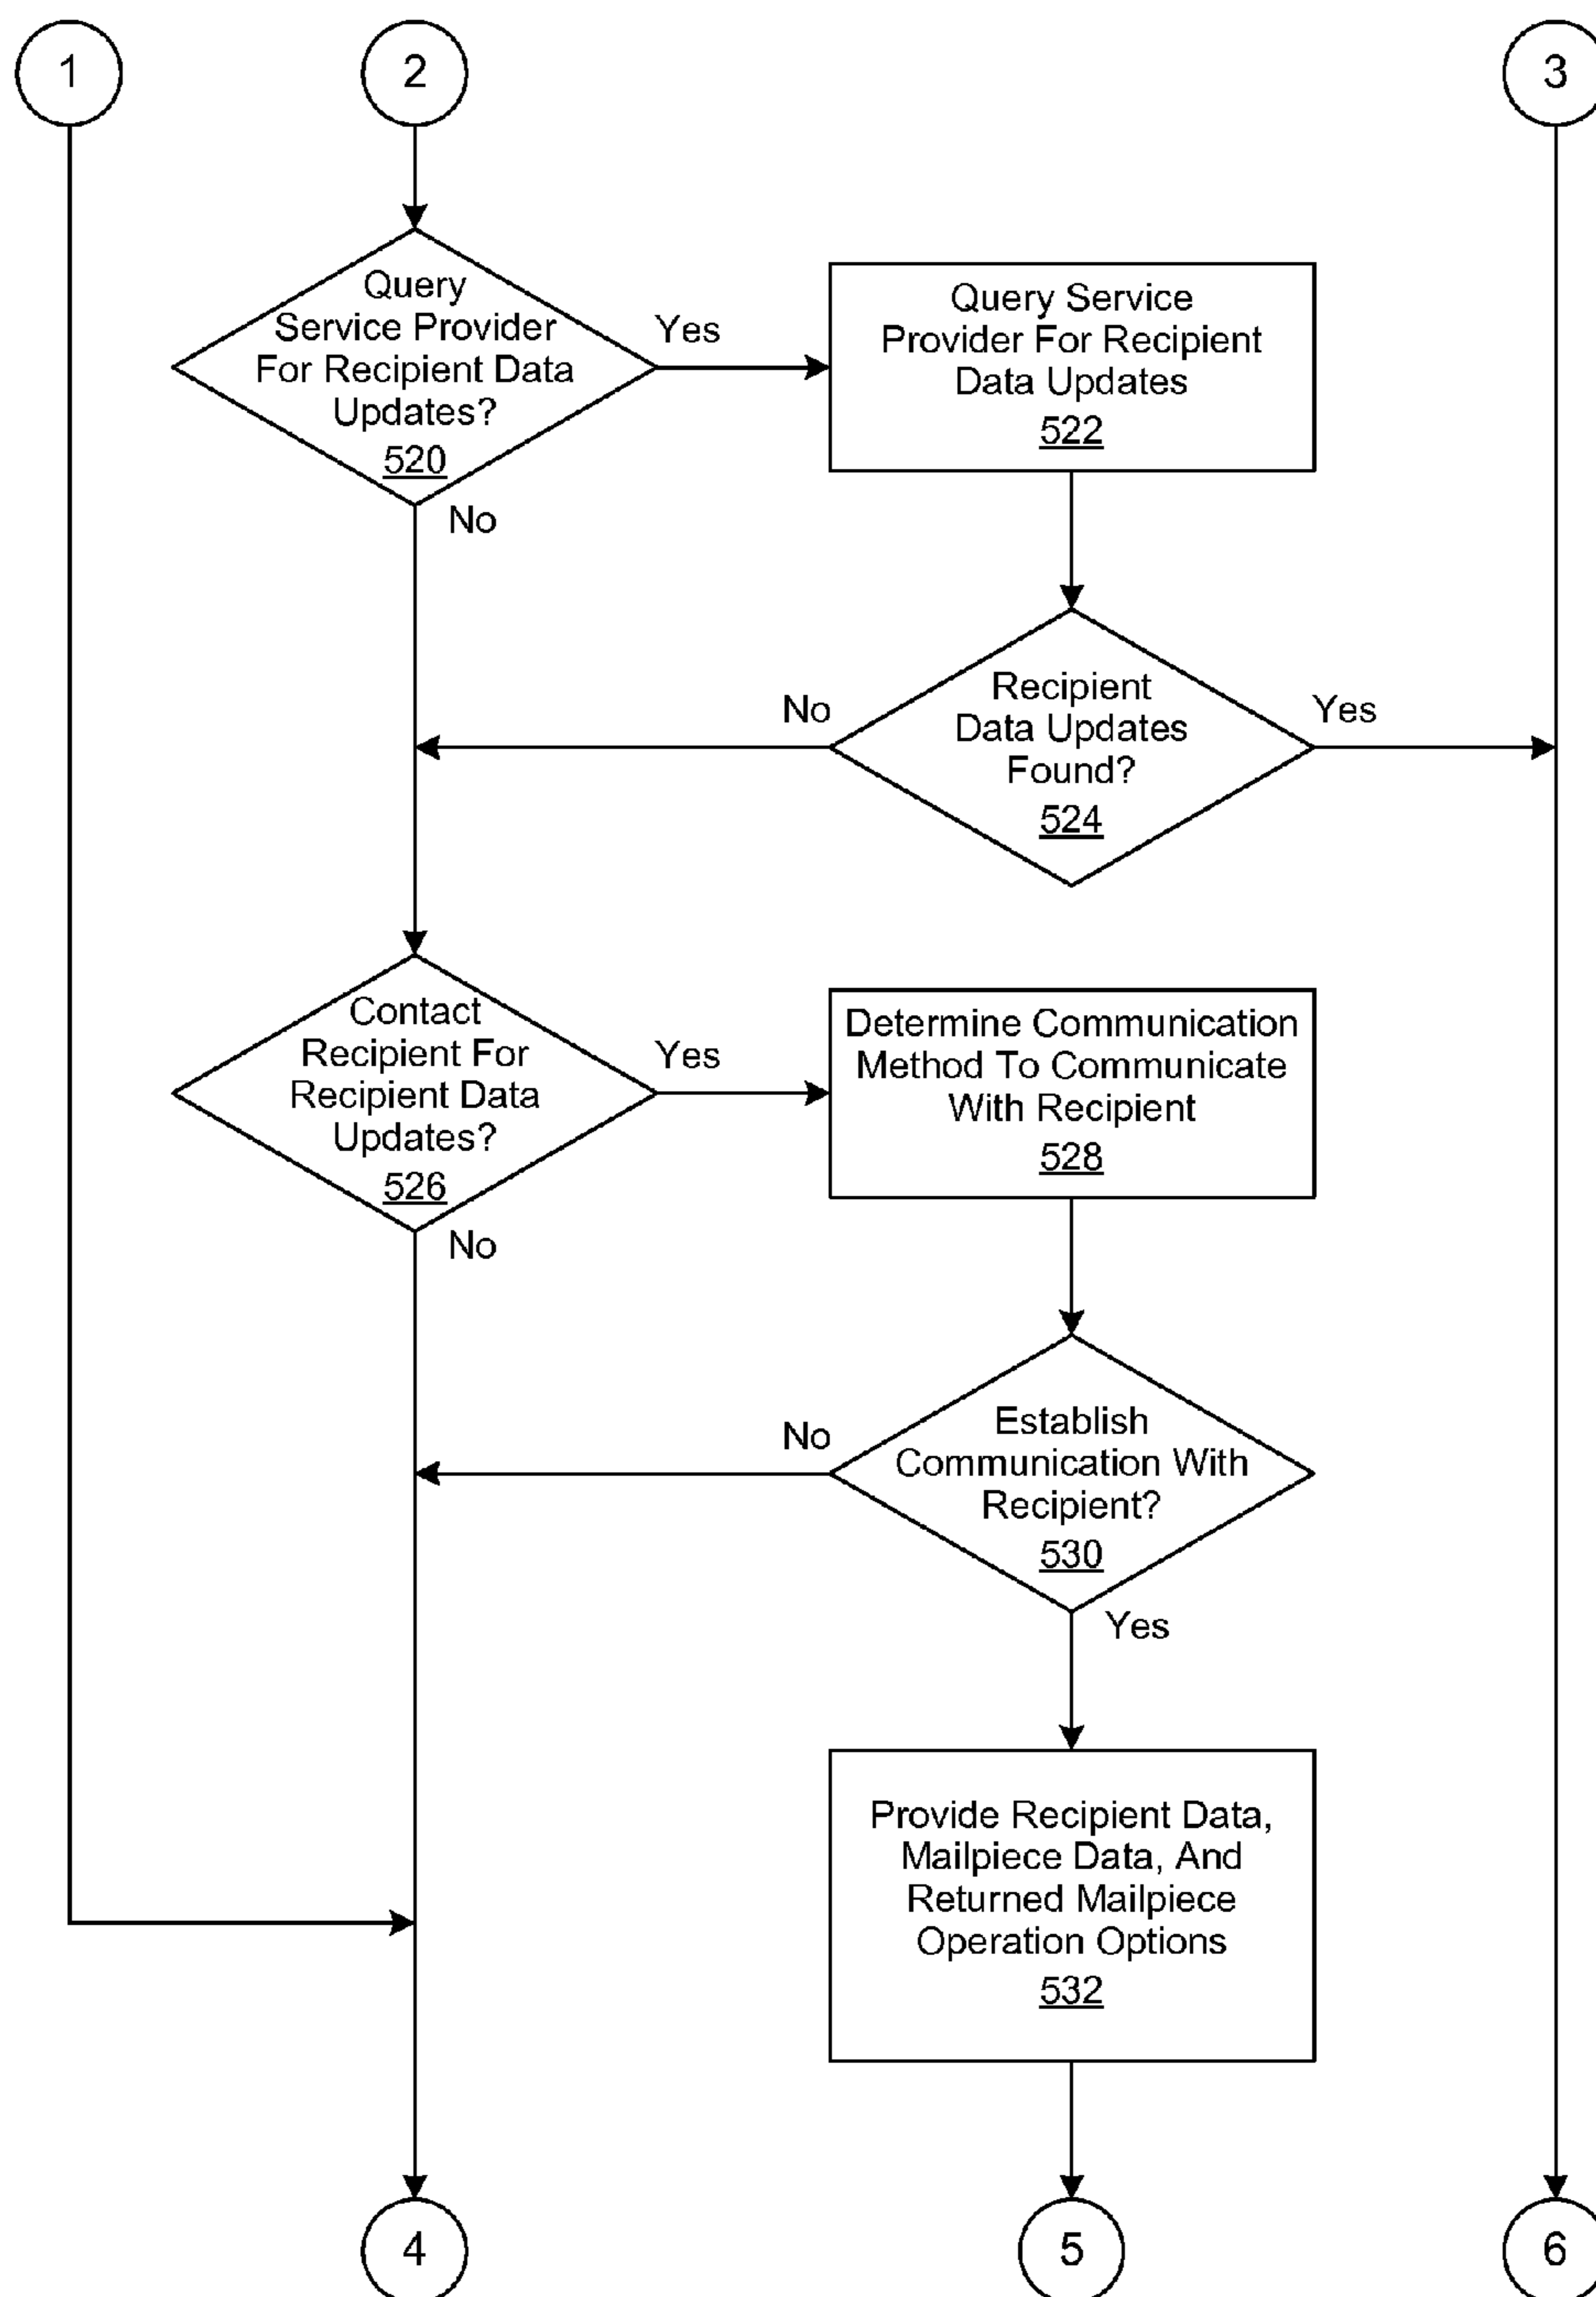 1
2
3
Query
Service Provider
For Recipient Data
Updates?
520
Yes
No
Query Service
Provider For Recipient
Data Updates
522
Recipient
Data Updates
Found?
524
No
Yes
Contact
Recipient For
Recipient Data
Updates?
526
Yes
No
Determine Communication
Method To Communicate
With Recipient
528
Establish
Communication With
Recipient?
530
No
Yes
Provide Recipient Data,
Mailpiece Data, And
Returned Mailpiece
Operation Options
532
4
5
6